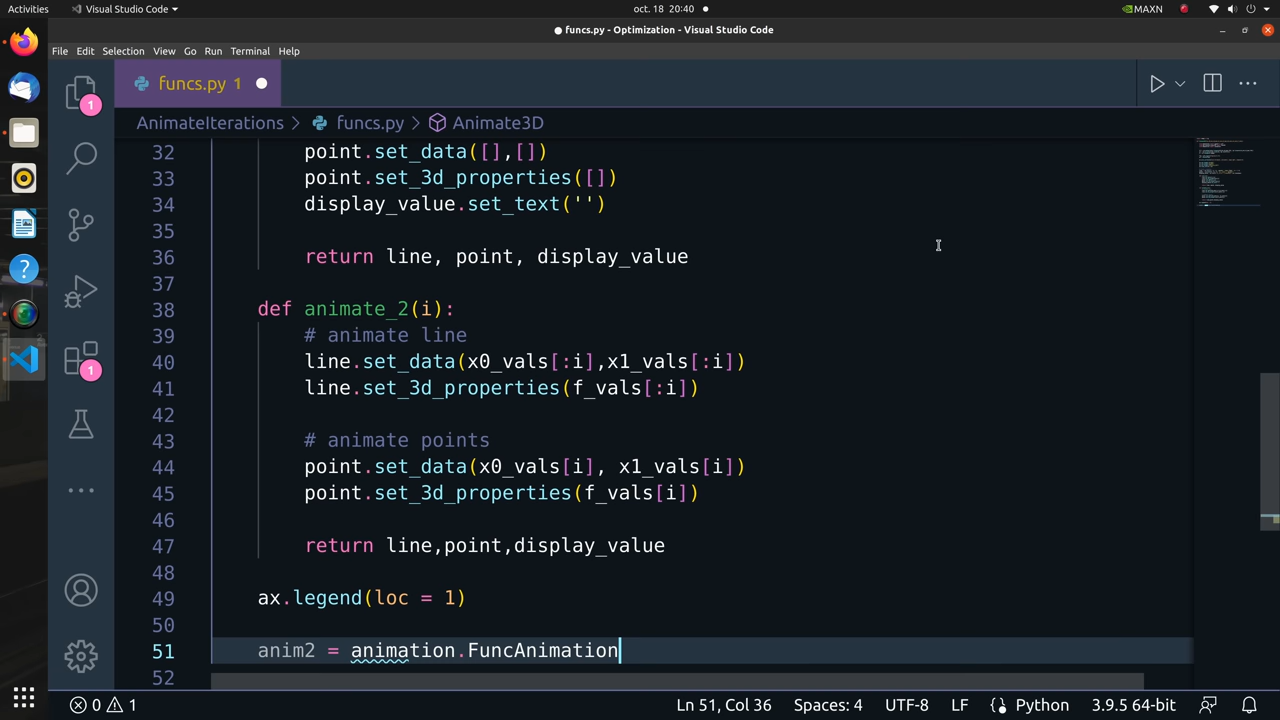 Activities
Visual Studio Code
oct. 18 20:40
MAXN
funcs.py - Optimization - Visual Studio Code
File Edit Selection View Go Run Terminal Help
funcs.py 1
AnimateIterations > funcs.py > Animate3D
32 point.set_data([],[])
33 point.set_3d_properties([])
34 display_value.set_text('')
35
36 return line, point, display_value
37
38 def animate_2(i):
39 # animate line
40 line.set_data(x0_vals[:i],x1_vals[:i])
41 line.set_3d_properties(f_vals[:i])
42
43 # animate points
44 point.set_data(x0_vals[i], x1_vals[i])
45 point.set_3d_properties(f_vals[i])
46
47 return line,point,display_value
48
49 ax.legend(loc = 1)
50
51 anim2 = animation.FuncAnimation
52
1
1
0 1
Ln 51, Col 36 Spaces: 4 UTF-8 LF Python 3.9.5 64-bit